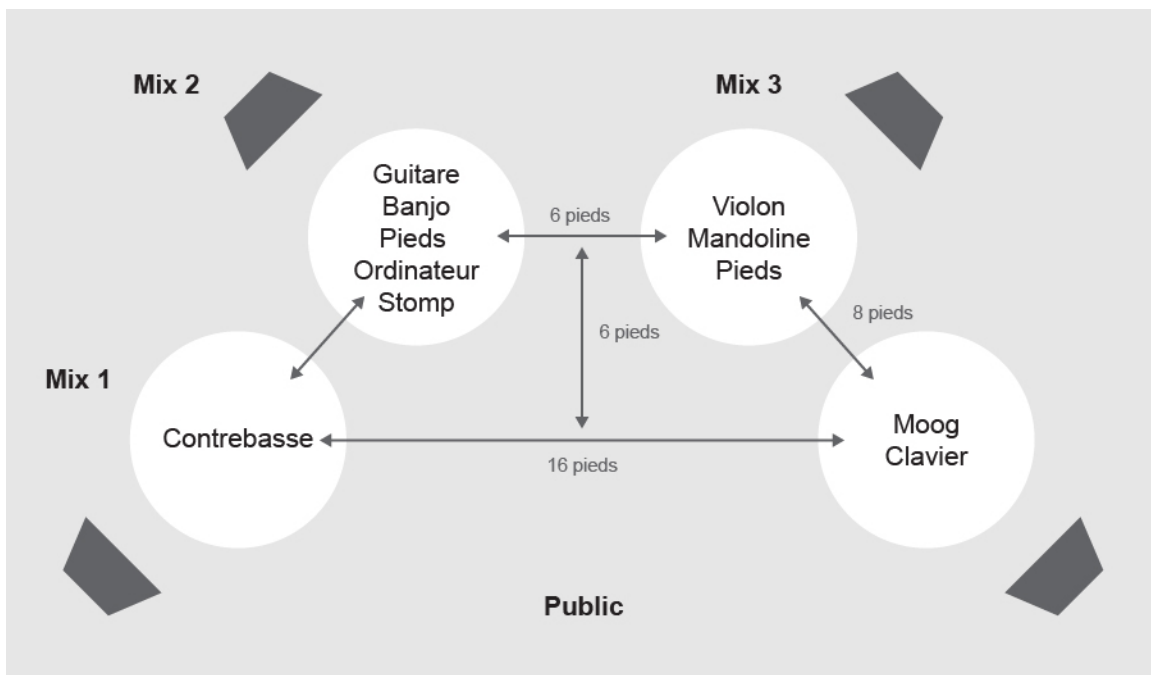 Mix 2
Mix 3
Guitare
Banjo
Pieds
Ordinateur
Stomp
6 pieds
Violon
Mandoline
Pieds
8 pieds
6 pieds
Mix 1
Contrebasse
Moog
Clavier
16 pieds
Public